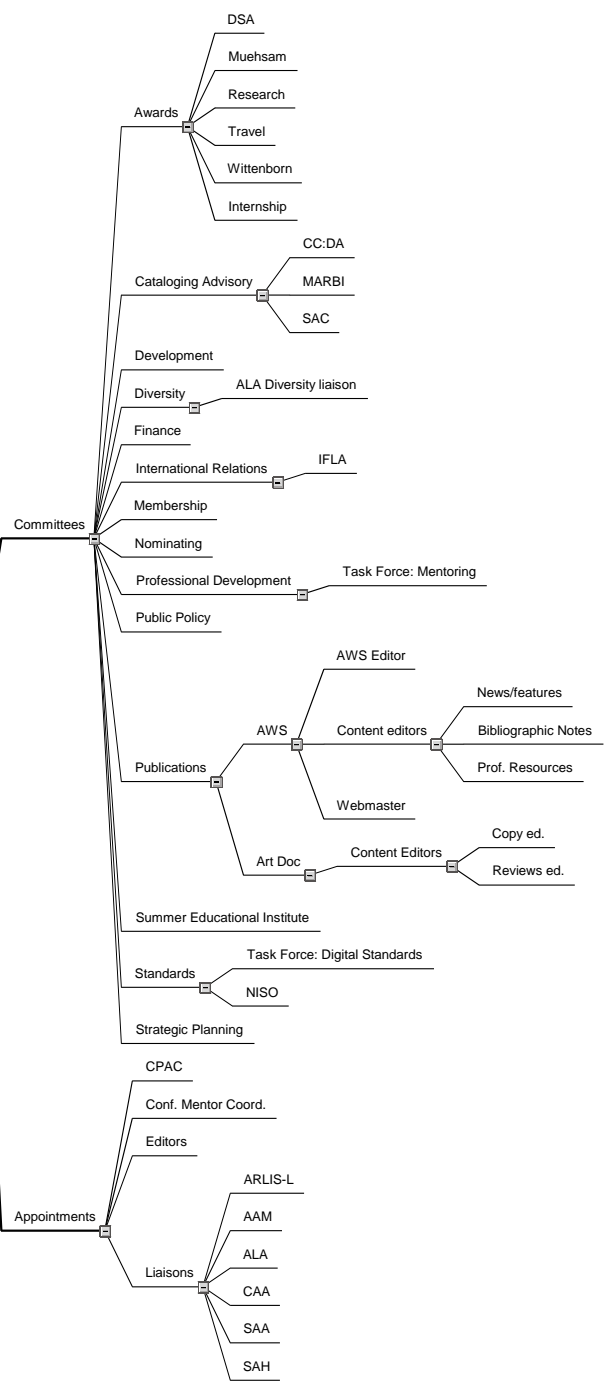 DSA
Muehsam
Research
Awards
Travel
Wittenborn
Internship
CC:DA
Cataloging Advisory
MARBI
SAC
Development
Diversity
ALA Diversity liaison
Finance
International Relations
IFLA
Membership
Committees
Nominating
Professional Development
Task Force: Mentoring
Public Policy
AWS Editor
News/features
AWS
Content editors
Bibliographic Notes
Publications
Prof. Resources
Webmaster
Copy ed.
Art Doc
Content Editors
Reviews ed.
Summer Educational Institute
Task Force: Digital Standards
Standards
NISO
Strategic Planning
CPAC
Conf. Mentor Coord.
Editors
ARLIS-L
Appointments
AAM
ALA
Liaisons
CAA
SAA
SAH